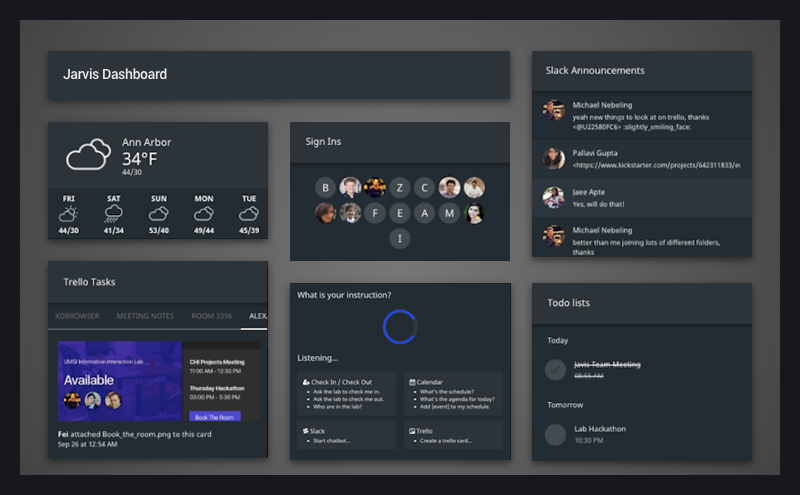 Jarvis Dashboard
Ann Arbor
34°F
44/30
FRI SAT SUN MON TUE
44/30 41/34 53/40 49/44 45/39
Trello Tasks
XDBROWSER MEETING NOTES ROOM 3356 ALEX
UMSI Information Interaction Lab
Available
CHI Projects Meeting
11:00 AM - 12:30 PM
Thursday Hackathon
03:00 PM - 5:30 PM
Book The Room
Fei attached Book_the_room.png to this card
Sep 26 at 12:54 AM
Sign Ins
B Z C
F E A M
I
What is your instruction?
Listening...
Check In / Check Out
Ask the lab to check me in.
Ask the lab to check me out.
Who are in the lab?
Calendar
What's the schedule?
What's the agenda for today?
Add [event] to my schedule.
Slack
Start chatbot...
Trello
Create a trello card...
Slack Announcements
Michael Nebeling
yeah new things to look at on trello, thanks
<@U22580FC6> :slightly_smiling_face:
Pallavi Gupta
<https://www.kickstarter.com/projects/642311833/
Jaee Apte
Yes, will do that!
Michael Nebeling
better than me joining lots of different folders,
thanks
Todo lists
Today
Javis Team Meeting
08:55 AM
Tomorrow
Lab Hackathon
10:30 PM